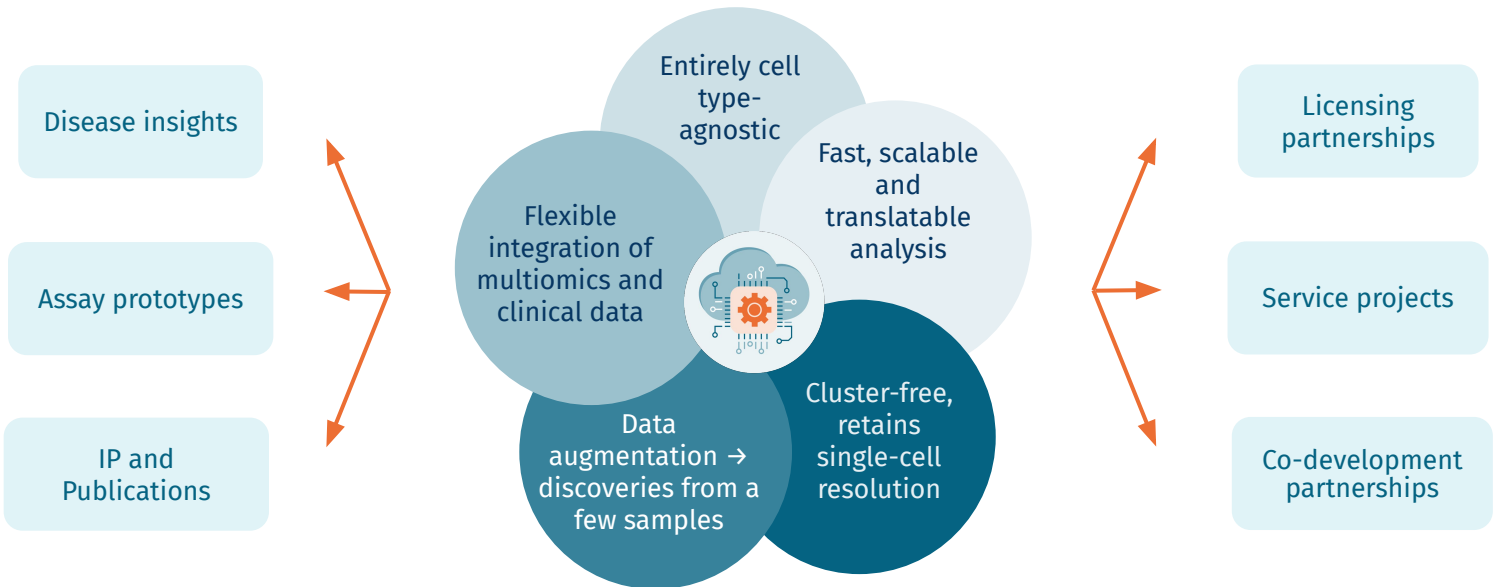 Disease insights
Assay prototypes
IP and
Publications
Entirely cell
type-
agnostic
Fast, scalable
and
translatable
analysis
Flexible
integration of
multiomics and
clinical data
Cluster-free,
retains
single-cell
resolution
Data
augmentation →
discoveries from a
few samples
Licensing
partnerships
Service projects
Co-development
partnerships